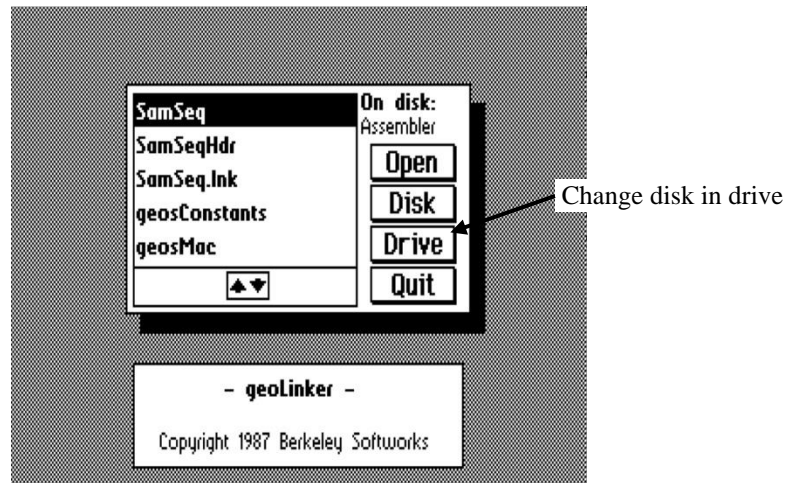 SamSeq
SamSeqHdr
SamSeq.lnk
geosConstants
geosMac
On disk:
Assembler
Open
Disk
Drive
Quit
Change disk in drive
- geoLinker -
Copyright 1987 Berkeley Softworks